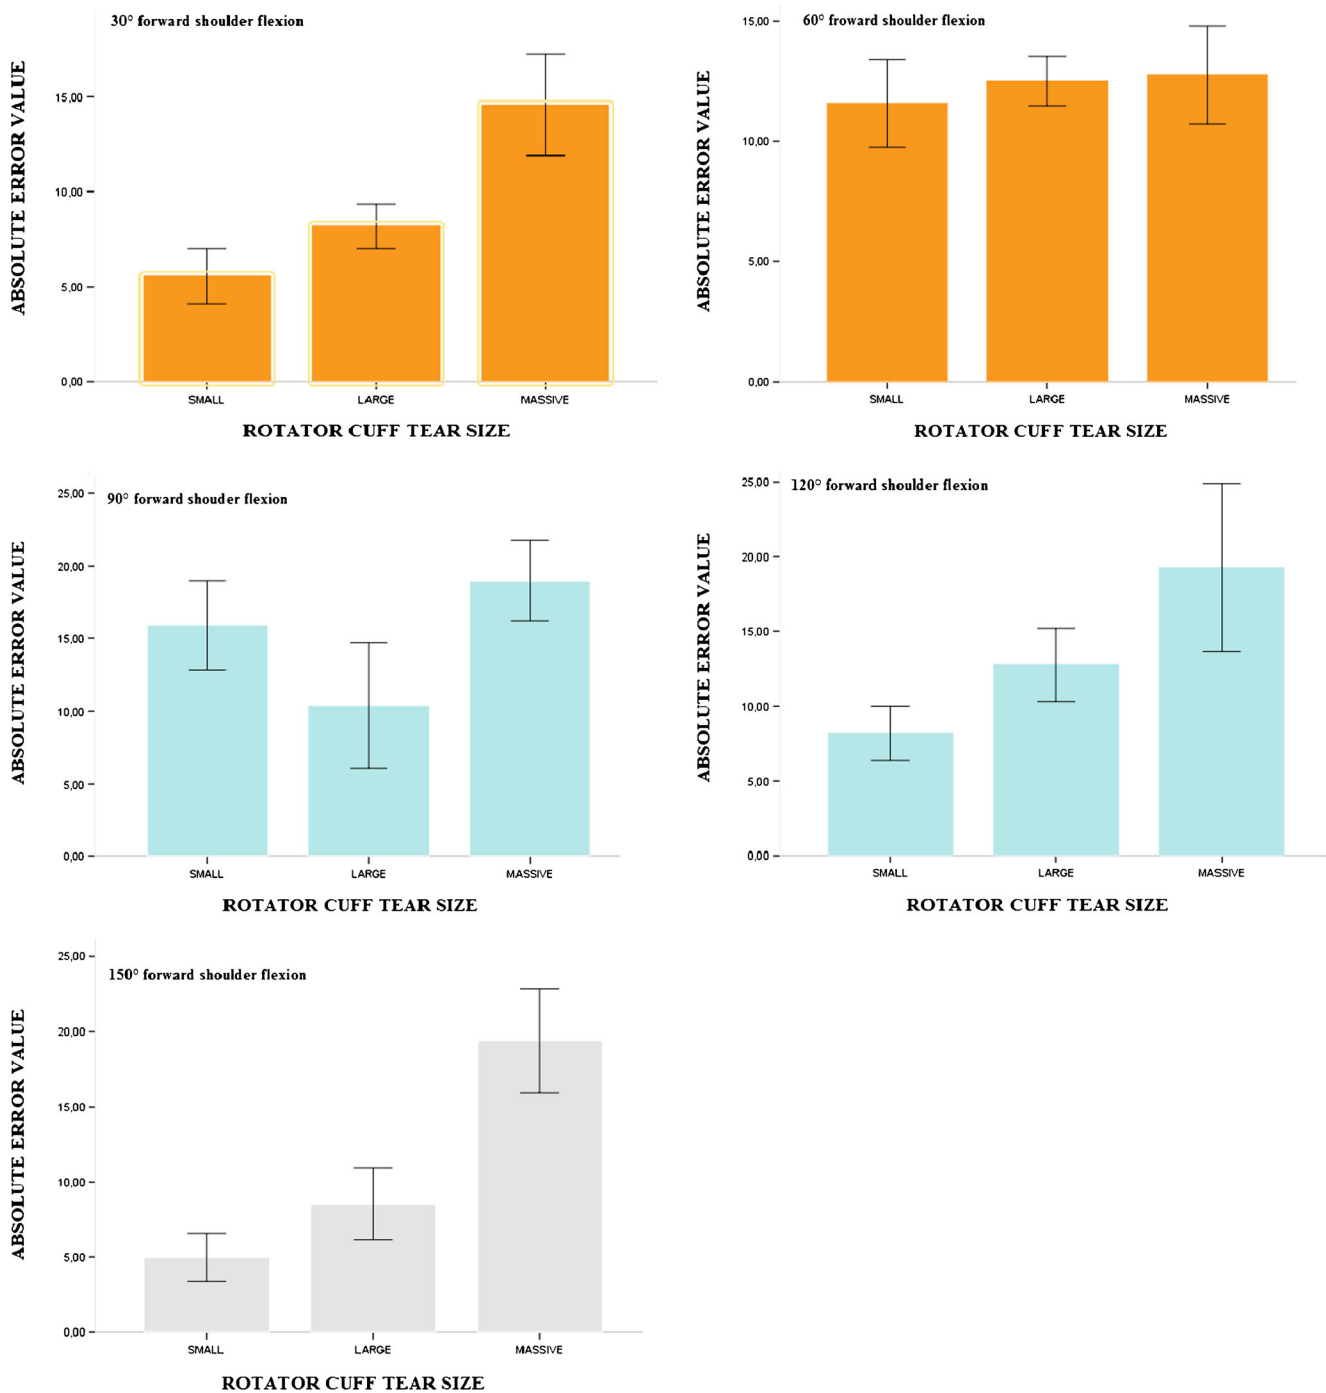 30° forward shoulder flexion
ABSOLUTE ERROR VALUE
15,00
10,00
5,00
0,00
SMALL LARGE MASSIVE
ROTATOR CUFF TEAR SIZE
60° froward shoulder flexion
ABSOLUTE ERROR VALUE
15,00
10,00
5,00
0,00
SMALL LARGE MASSIVE
ROTATOR CUFF TEAR SIZE
90° forward shouder flexion
ABSOLUTE ERROR VALUE
25,00
20,00
15,00
10,00
5,00
0,00
SMALL LARGE MASSIVE
ROTATOR CUFF TEAR SIZE
120° forward shoulder flexion
ABSOLUTE ERROR VALUE
25,00
20,00
15,00
10,00
5,00
0,00
SMALL LARGE MASSIVE
ROTATOR CUFF TEAR SIZE
150° forward shoulder flexion
ABSOLUTE ERROR VALUE
25,00
20,00
15,00
10,00
5,00
0,00
SMALL LARGE MASSIVE
ROTATOR CUFF TEAR SIZE